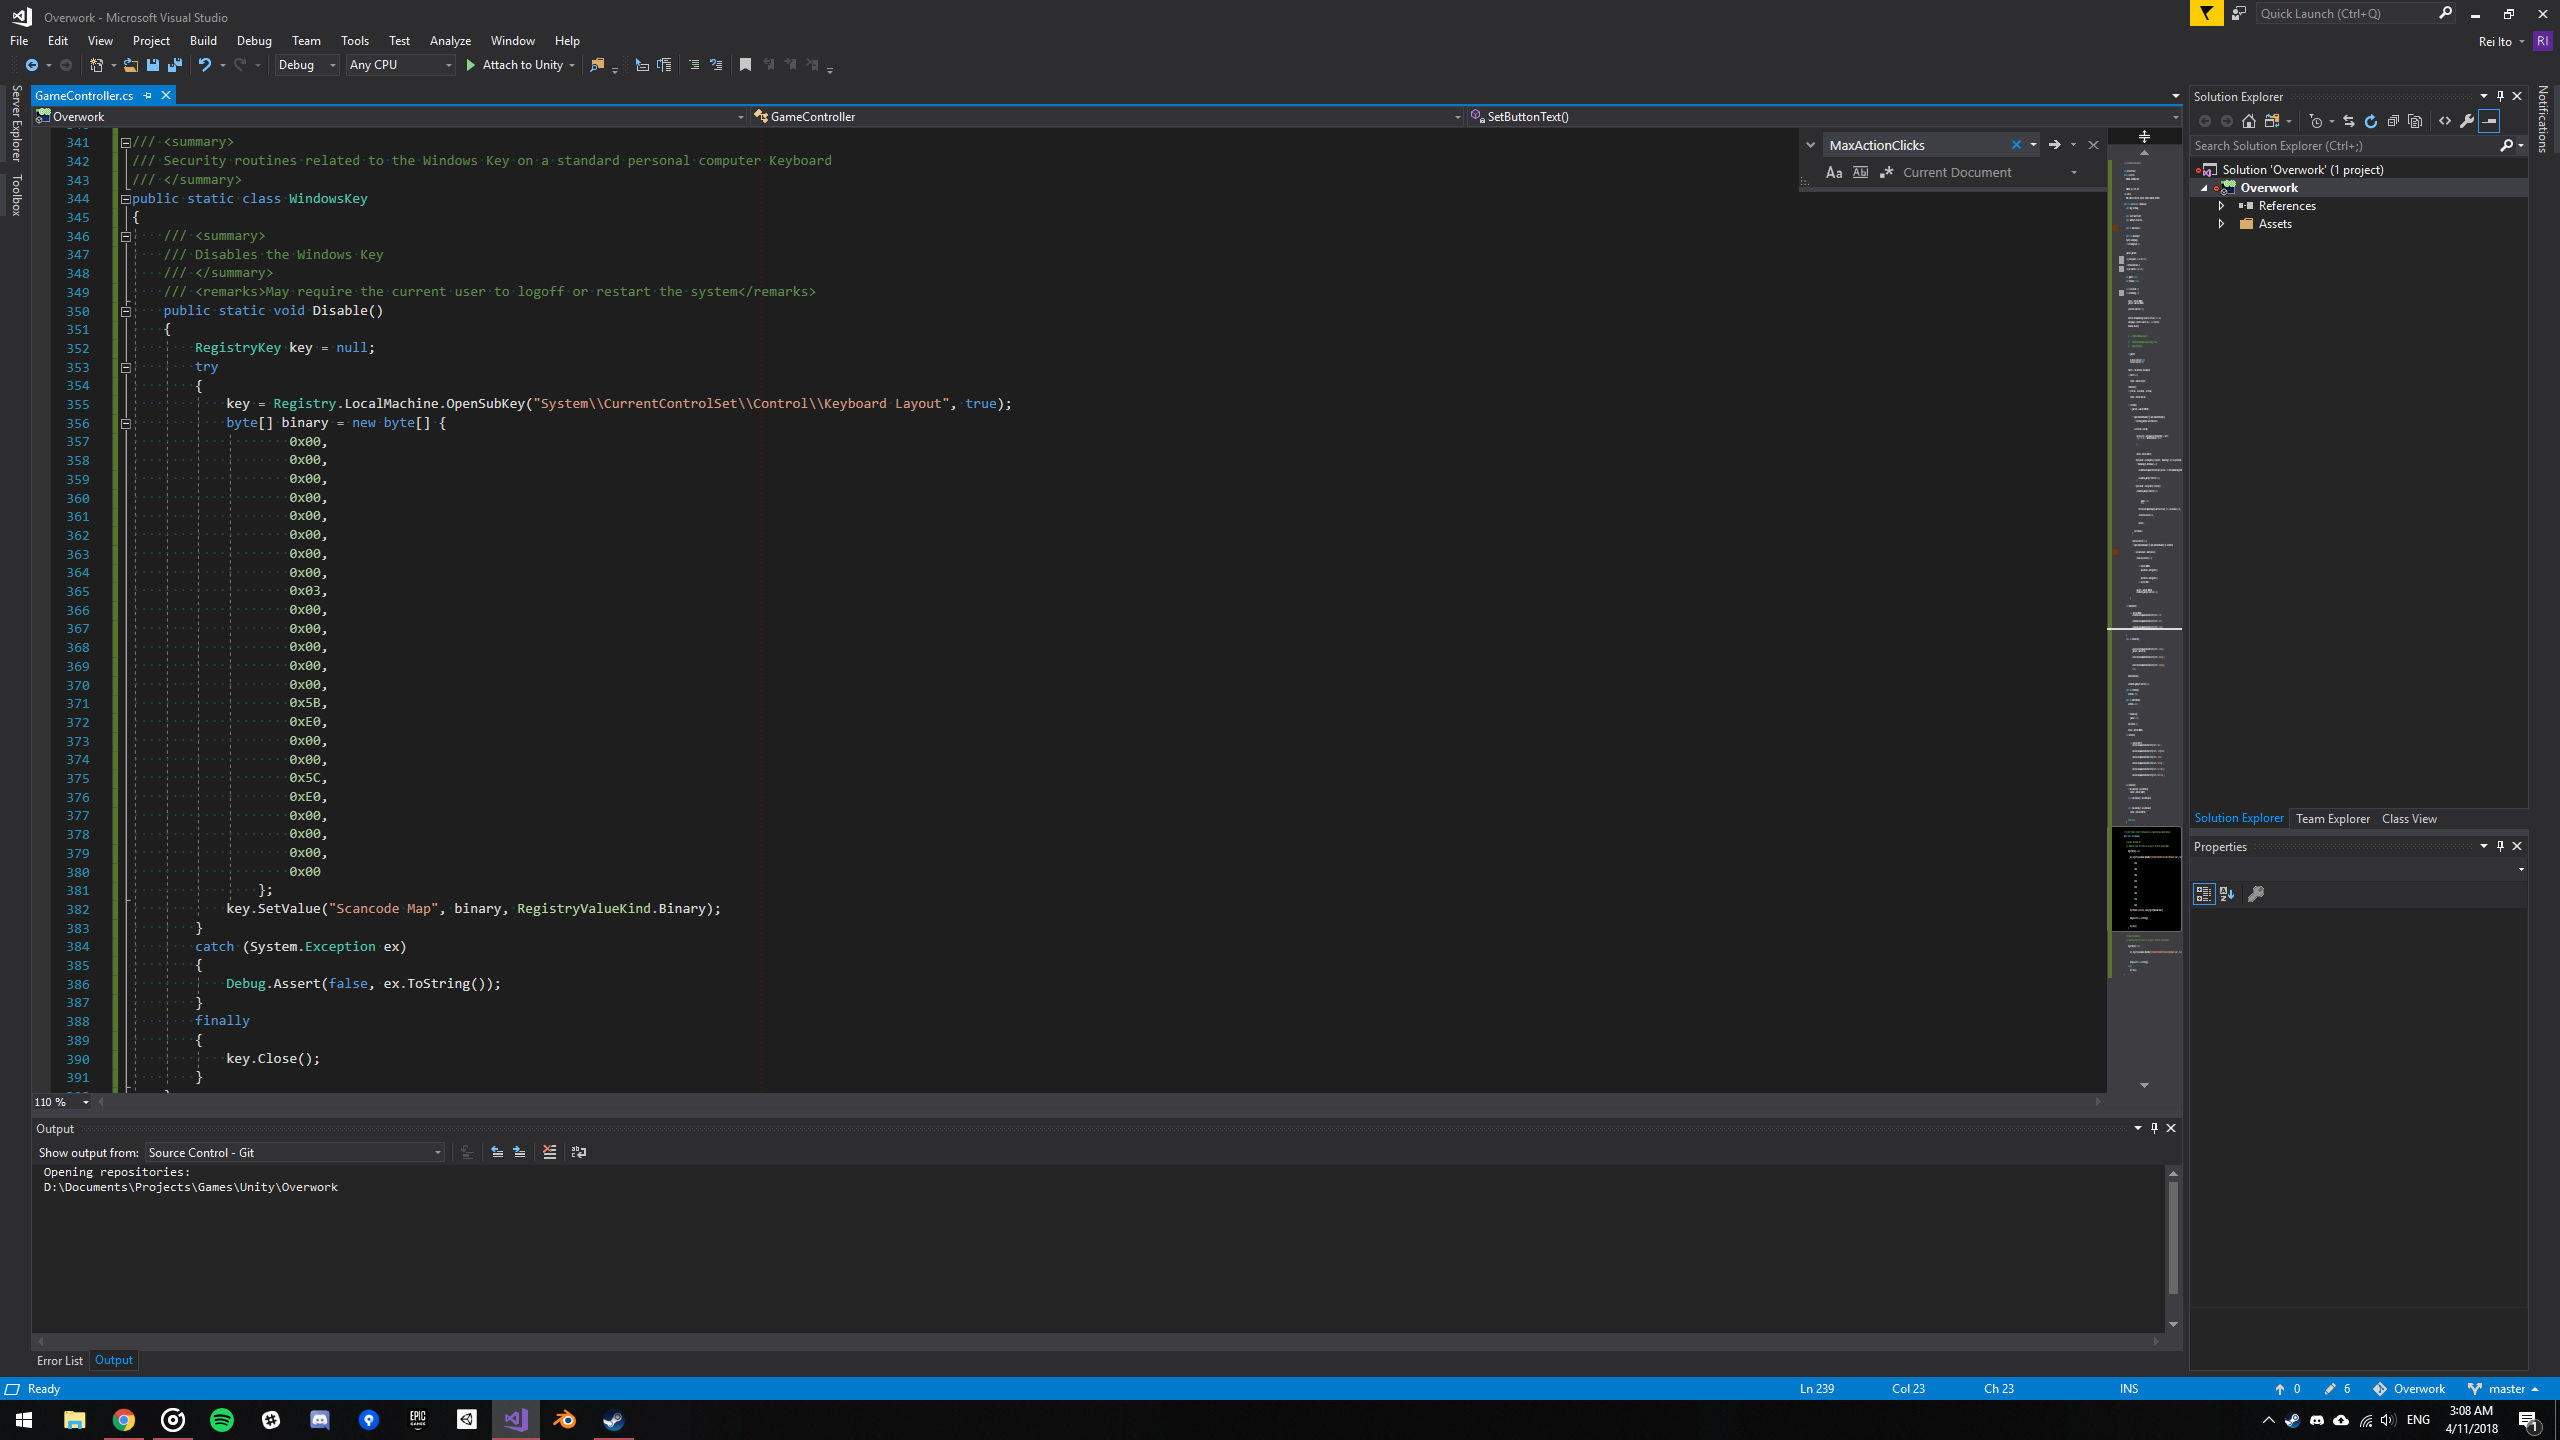 Overwork - Microsoft Visual Studio
Quick Launch (Ctrl+Q)
File Edit View Project Build Debug Team Tools Test Analyze Window Help
Rei Ito RI
Debug Any CPU Attach to Unity
Server Explorer
Toolbox
GameController.cs
Overwork GameController SetButtonText()
MaxActionClicks
Aa Ab Current Document
341 /// <summary>
342 /// Security routines related to the Windows Key on a standard personal computer Keyboard
343 /// </summary>
344 public static class WindowsKey
345 {
346 /// <summary>
347 /// Disables the Windows Key
348 /// </summary>
349 /// <remarks>May require the current user to logoff or restart the system</remarks>
350 public static void Disable()
351 {
352 RegistryKey key = null;
353 try
354 {
355 key = Registry.LocalMachine.OpenSubKey("System\\CurrentControlSet\\Control\\Keyboard Layout", true);
356 byte[] binary = new byte[] {
357 0x00,
358 0x00,
359 0x00,
360 0x00,
361 0x00,
362 0x00,
363 0x00,
364 0x00,
365 0x03,
366 0x00,
367 0x00,
368 0x00,
369 0x00,
370 0x00,
371 0x5B,
372 0xE0,
373 0x00,
374 0x00,
375 0x5C,
376 0xE0,
377 0x00,
378 0x00,
379 0x00,
380 0x00
381 };
382 key.SetValue("Scancode Map", binary, RegistryValueKind.Binary);
383 }
384 catch (System.Exception ex)
385 {
386 Debug.Assert(false, ex.ToString());
387 }
388 finally
389 {
390 key.Close();
391 }
110 %
Output
Show output from: Source Control - Git
Opening repositories:
D:\Documents\Projects\Games\Unity\Overwork
Error List Output
Solution Explorer
Search Solution Explorer (Ctrl+;)
Solution 'Overwork' (1 project)
Overwork
References
Assets
Solution Explorer Team Explorer Class View
Properties
Notifications
Ready Ln 239 Col 23 Ch 23 INS 0 6 Overwork master
EPIC GAMES
ENG
3:08 AM
4/11/2018
1